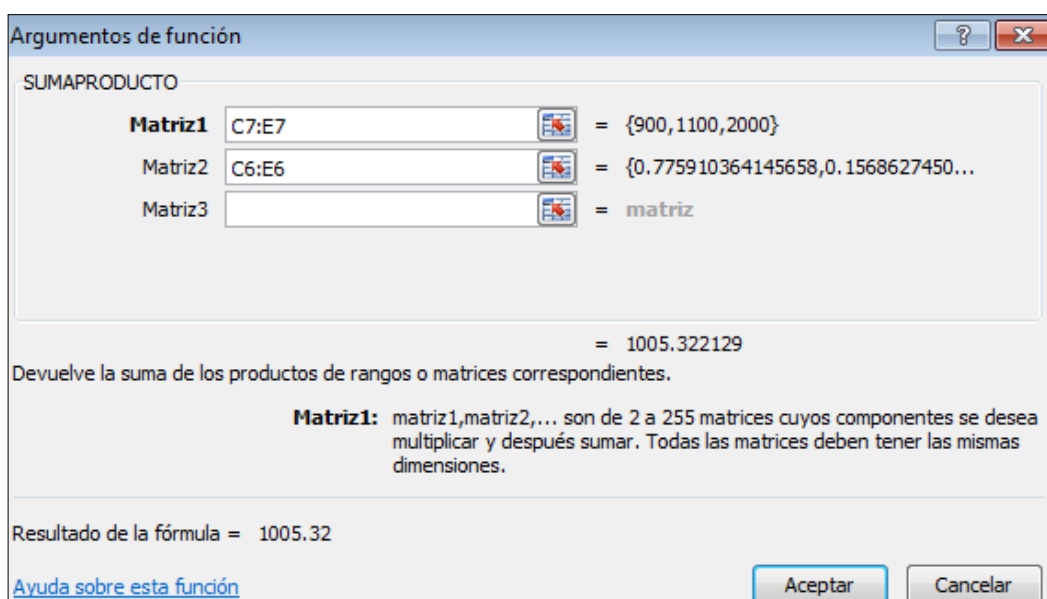 Argumentos de función
SUMAPRODUCTO
Matriz1 C7:E7 = {900,1100,2000}
Matriz2 C6:E6 = {0.775910364145658,0.1568627450...
Matriz3 = matriz
= 1005.322129
Devuelve la suma de los productos de rangos o matrices correspondientes.
Matriz1: matriz1,matriz2,... son de 2 a 255 matrices cuyos componentes se desea
multiplicar y después sumar. Todas las matrices deben tener las mismas
dimensiones.
Resultado de la fórmula = 1005.32
Ayuda sobre esta función
Aceptar Cancelar